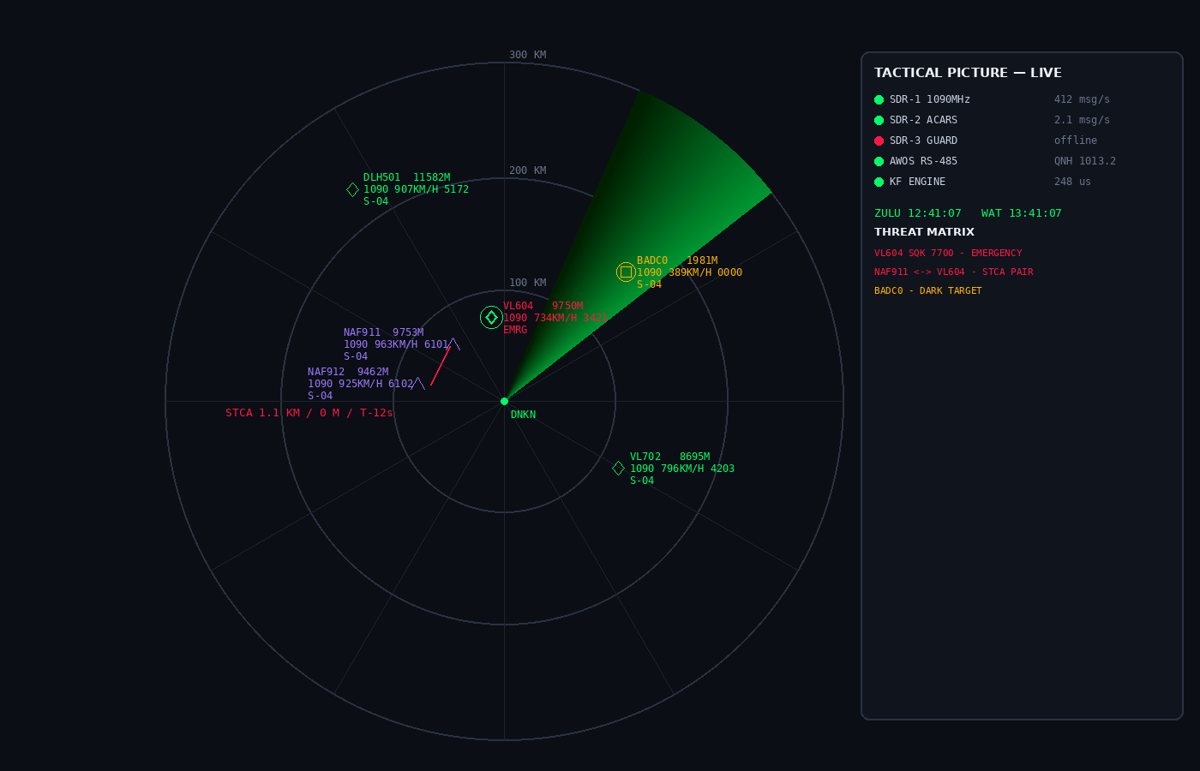 300 KM
200 KM
100 KM
DLH501  11582M
1090 907KM/H 5172
S-04
BADC0   1981M
1090 389KM/H 0000
S-04
VL604   9750M
1090 734KM/H 3421
EMRG
NAF911  9753M
1090 963KM/H 6101
S-04
NAF912  9462M
1090 925KM/H 6102
S-04
STCA 1.1 KM / 0 M / T-12s
DNKN
VL702   8695M
1090 796KM/H 4203
S-04
TACTICAL PICTURE — LIVE
SDR-1 1090MHz 412 msg/s
SDR-2 ACARS 2.1 msg/s
SDR-3 GUARD offline
AWOS RS-485 QNH 1013.2
KF ENGINE 248 us
ZULU 12:41:07   WAT 13:41:07
THREAT MATRIX
VL604 SQK 7700 - EMERGENCY
NAF911 <-> VL604 - STCA PAIR
BADC0 - DARK TARGET